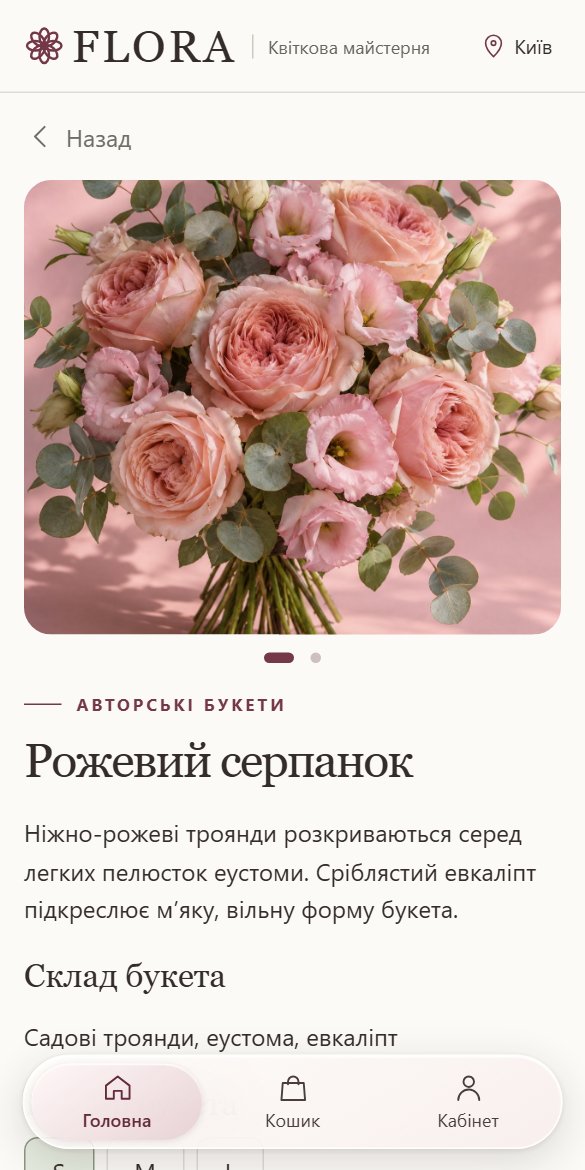 FLORA
Квіткова майстерня
Київ
Назад
АВТОРСЬКІ БУКЕТИ
Рожевий серпанок
Ніжно-рожеві троянди розкриваються серед
легких пелюсток еустоми. Сріблястий евкаліпт
підкреслює м’яку, вільну форму букета.
Склад букета
Садові троянди, еустома, евкаліпт
Головна
Кошик
Кабінет
S
M
L